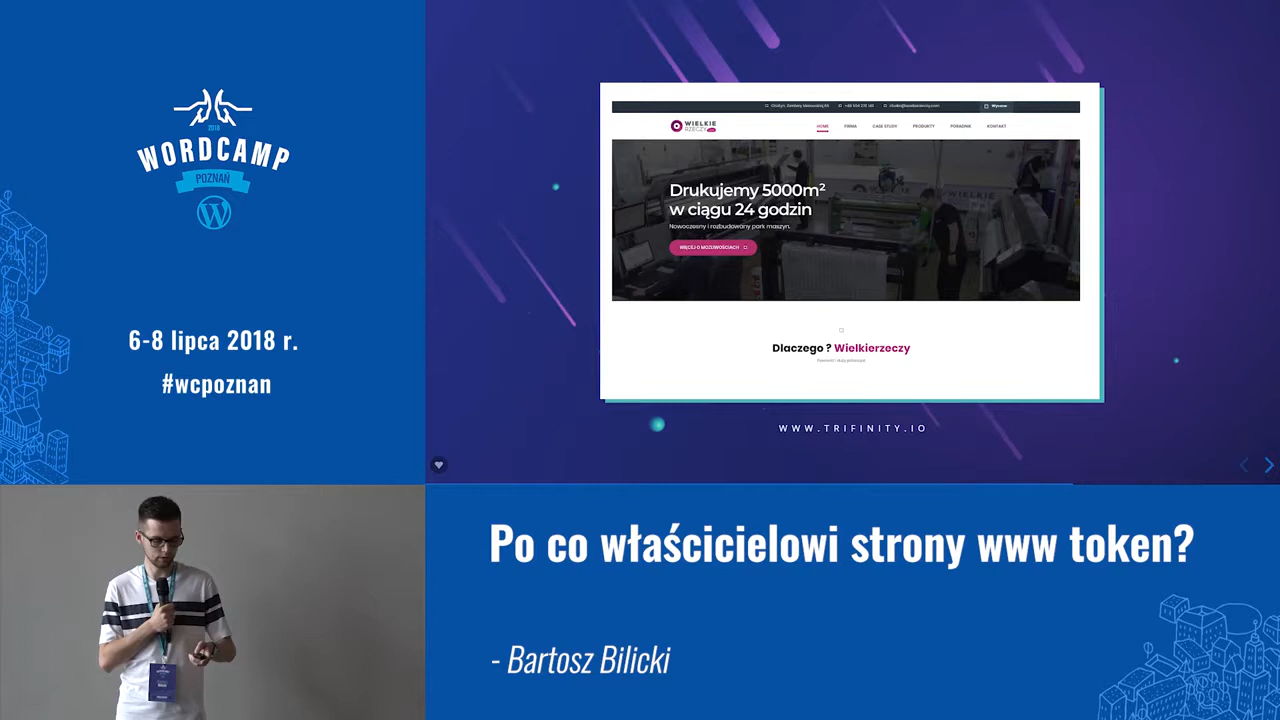 2018
WORDCAMP
POZNAŃ
6-8 lipca 2018 r.
#wcpoznan
WIELKIE
RZECZY
HOME
FIRMA
CASE STUDY
PRODUKTY
PORADNIK
KONTAKT
Drukujemy 5000m²
w ciągu 24 godzin
Nowoczesny i rozbudowany park maszyn.
WIĘCEJ O MOŻLIWOŚCIACH
Dlaczego ? Wielkierzeczy
WWW.TRIFINITY.IO
Po co właścicielowi strony www token?
- Bartosz Bilicki